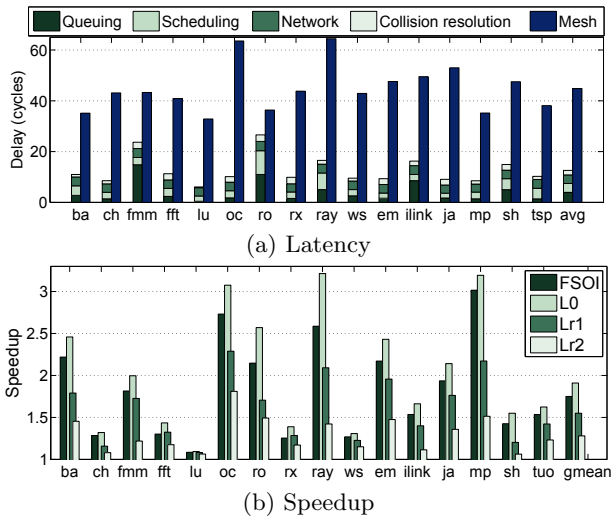 Queuing Scheduling Network Collision resolution Mesh
60
40
20
0
Delay (cycles)
ba ch fmm fft lu oc ro rx ray ws em ilink ja mp sh tsp avg
(a) Latency
FSOI
L0
Lr1
Lr2
3
2.5
2
1.5
1
Speedup
ba ch fmm fft lu oc ro rx ray ws em ilink ja mp sh tuo gmean
(b) Speedup